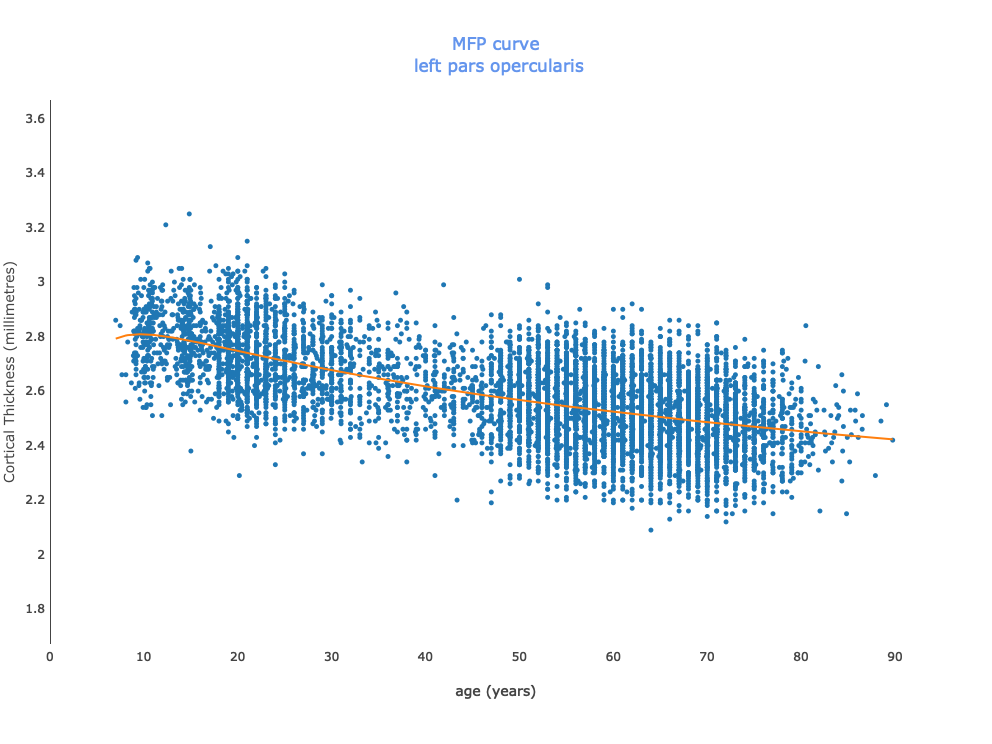 MFP curve
left pars opercularis
Cortical Thickness (millimetres)
3.6
3.4
3.2
3
2.8
2.6
2.4
2.2
2
1.8
0 10 20 30 40 50 60 70 80 90
age (years)